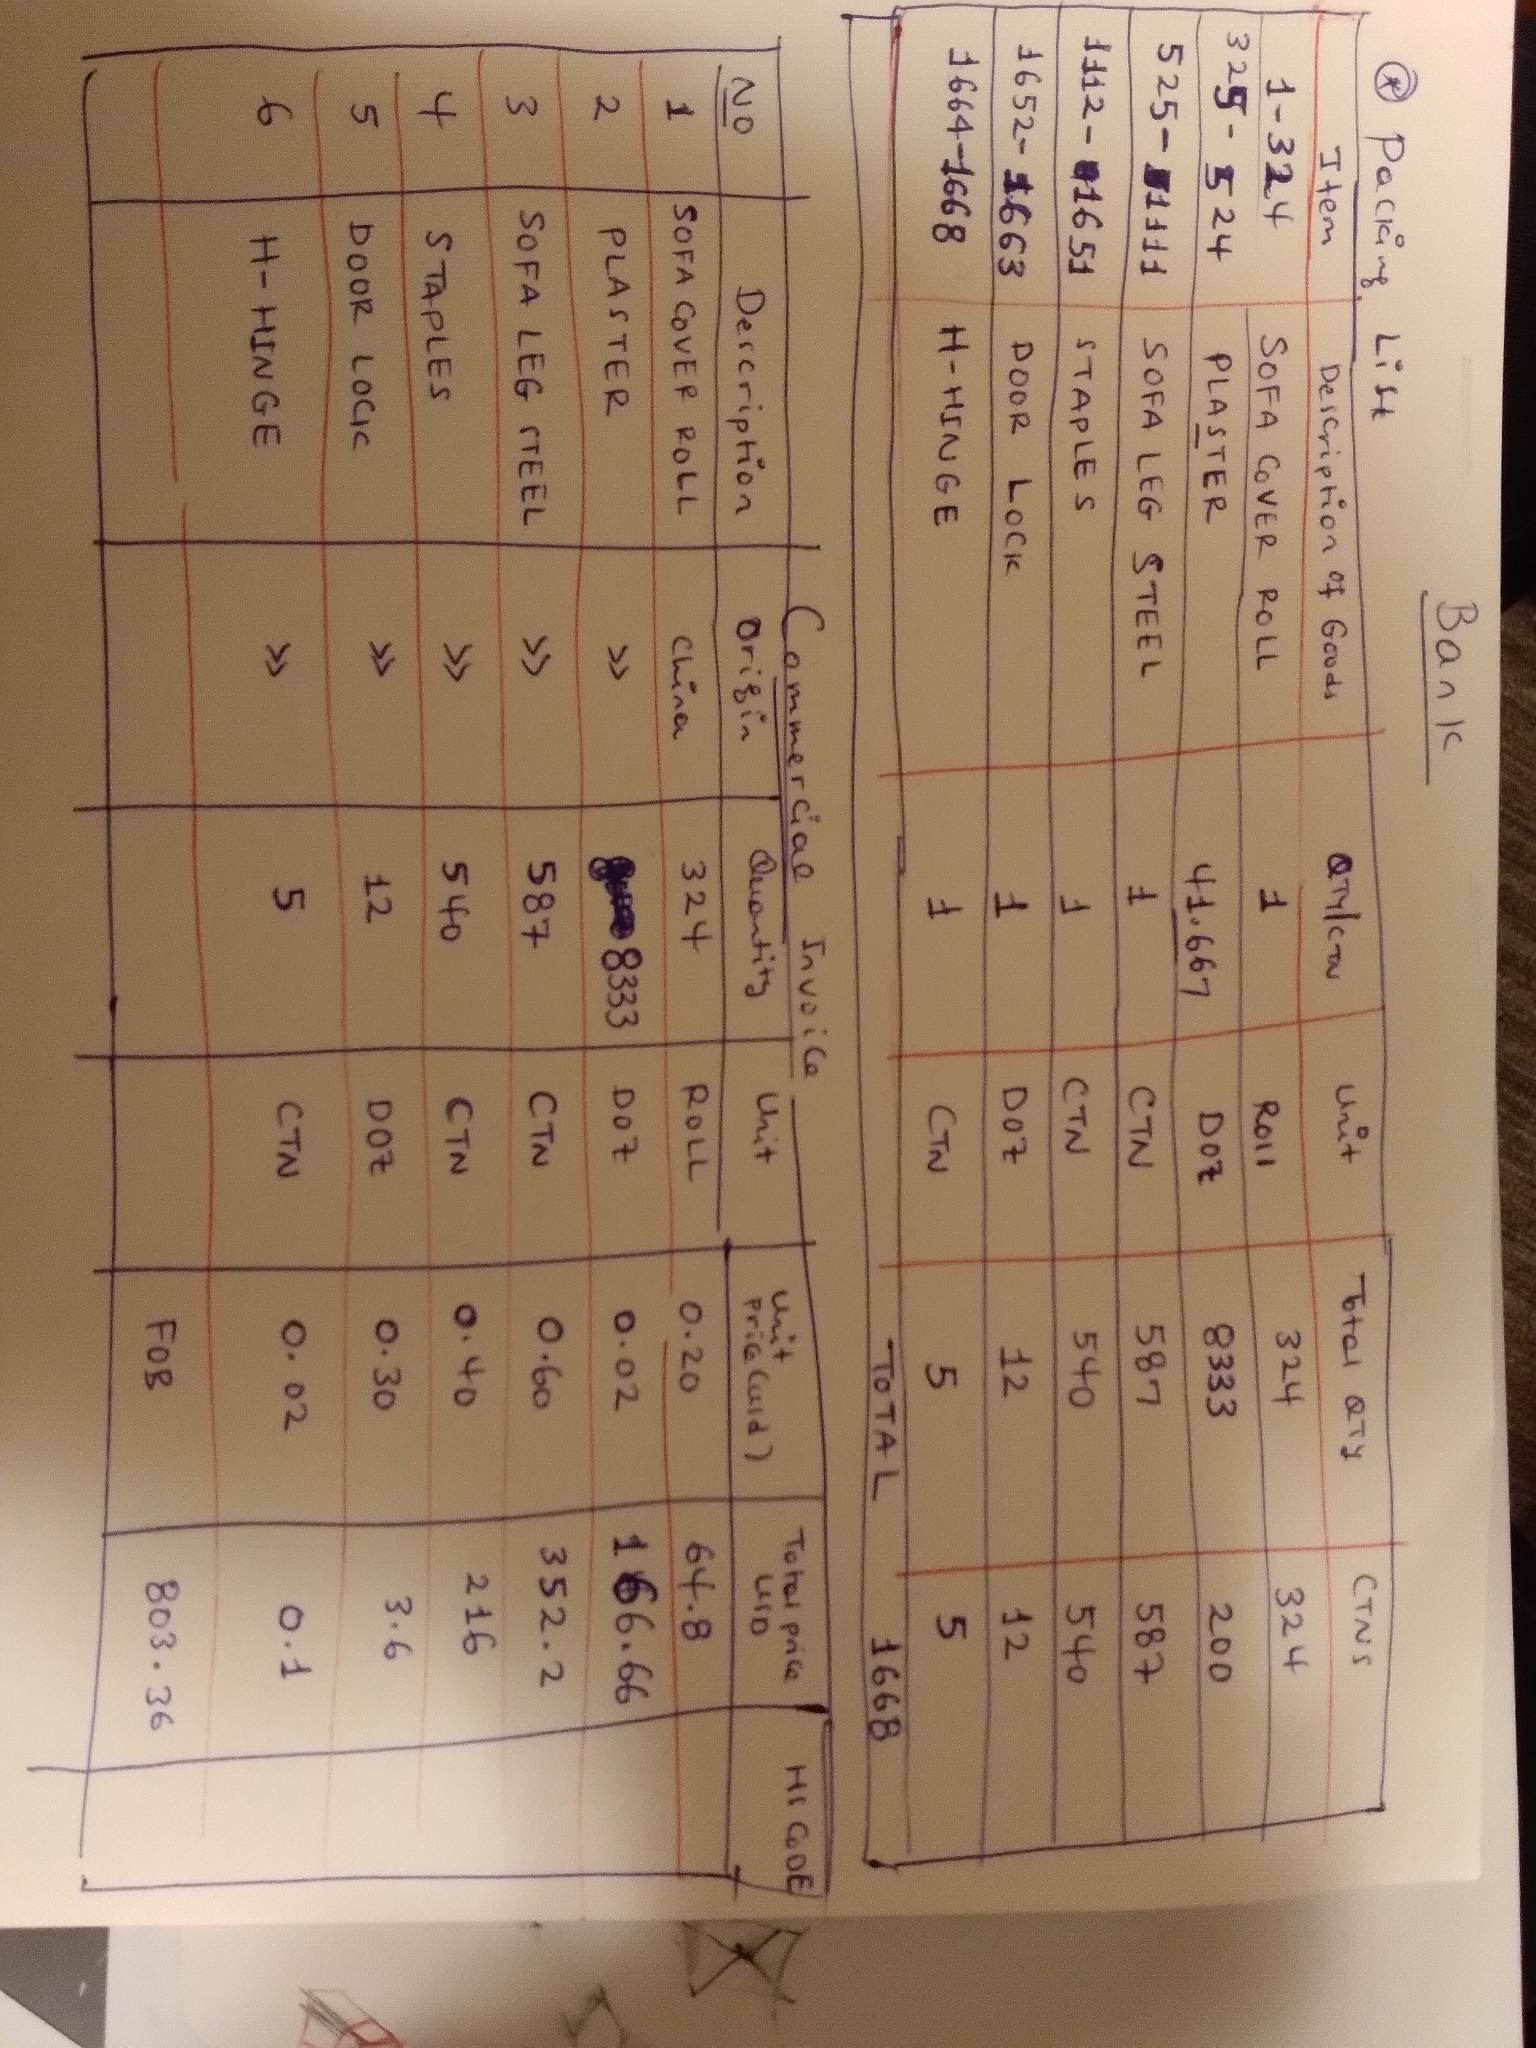 Bank
* Packing List
Item Description of Goods QTY/CTN Unit Total QTY CTNS
1-324 SOFA COVER ROLL 1 Roll 324 324
325-524 PLASTER 41.667 DOZ 8333 200
525-1111 SOFA LEG STEEL 1 CTN 587 587
1112-1651 STAPLES 1 CTN 540 540
1652-1663 DOOR LOCK 1 DOZ 12 12
1664-1668 H-HINGE 1 CTN 5 5
TOTAL 1668
Commercial Invoice
NO Description Origin Quantity Unit Unit Price (usd) Total price USD HS CODE
1 SOFA COVER ROLL China 324 ROLL 0.20 64.8
2 PLASTER >> 8333 DOZ 0.02 166.66
3 SOFA LEG STEEL >> 587 CTN 0.60 352.2
4 STAPLES >> 540 CTN 0.40 216
5 DOOR LOCK >> 12 DOZ 0.30 3.6
6 H-HINGE >> 5 CTN 0.02 0.1
FOB 803.36